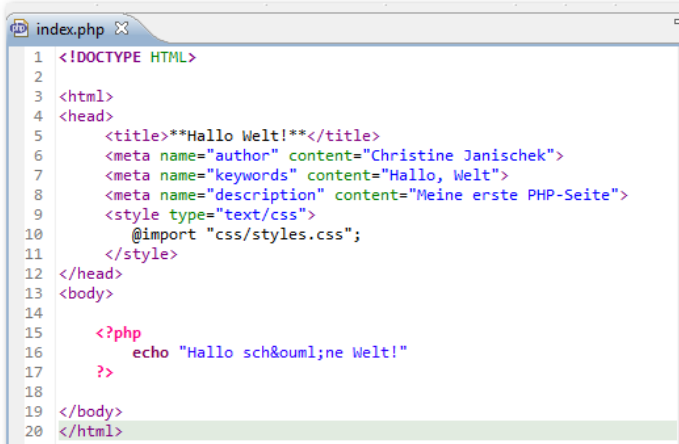 index.php
1 <!DOCTYPE HTML>
2
3 <html>
4 <head>
5 <title>**Hallo Welt!**</title>
6 <meta name="author" content="Christine Janischek">
7 <meta name="keywords" content="Hallo, Welt">
8 <meta name="description" content="Meine erste PHP-Seite">
9 <style type="text/css">
10 @import "css/styles.css";
11 </style>
12 </head>
13 <body>
14
15 <?php
16 echo "Hallo sch&ouml;ne Welt!"
17 ?>
18
19 </body>
20 </html>